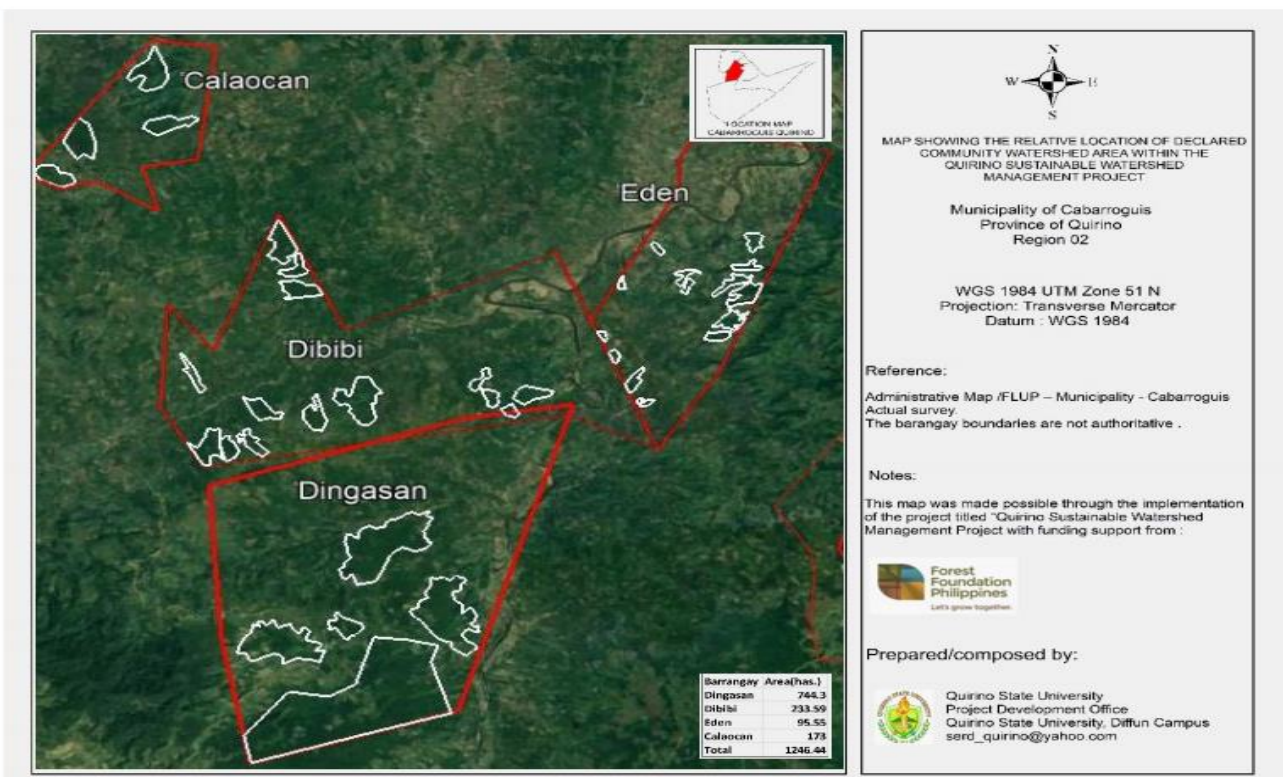 Calaocan
LOCATION MAP
CABARROGUIS QUIRINO
Eden
Dibibi
Dingasan
Barrangay Area(has.)
Dingasan 744.3
Dibibi 233.59
Eden 95.55
Calaocan 173
Total 1246.44
N
W E
S
MAP SHOWING THE RELATIVE LOCATION OF DECLARED
COMMUNITY WATERSHED AREA WITHIN THE
QUIRINO SUSTAINABLE WATERSHED
MANAGEMENT PROJECT
Municipality of Cabarroguis
Province of Quirino
Region 02
WGS 1984 UTM Zone 51 N
Projection: Transverse Mercator
Datum : WGS 1984
Reference:
Administrative Map /FLUP – Municipality - Cabarroguis
Actual survey.
The barangay boundaries are not authoritative .
Notes:
This map was made possible through the implementation
of the project titled "Quirino Sustainable Watershed
Management Project with funding support from :
Forest
Foundation
Philippines
Let's grow together.
Prepared/composed by:
Quirino State University
Project Development Office
Quirino State University, Diffun Campus
serd_quirino@yahoo.com